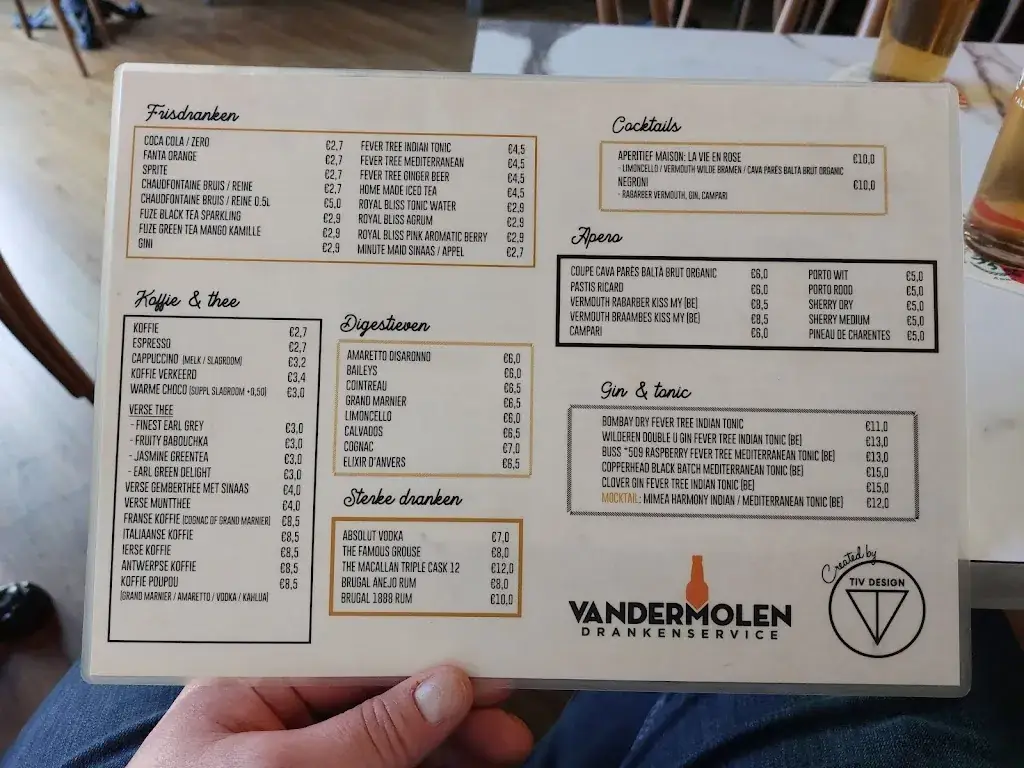 Frisdranken
COCA COLA / ZERO €2,7
FANTA ORANGE €2,7
SPRITE €2,7
CHAUDFONTAINE BRUIS / REINE €2,7
CHAUDFONTAINE BRUIS / REINE 0.5L €5,0
FUZE BLACK TEA SPARKLING €2,9
FUZE GREEN TEA MANGO KAMILLE €2,9
GINI €2,9
FEVER TREE INDIAN TONIC €4,5
FEVER TREE MEDITERRANEAN €4,5
FEVER TREE GINGER BEER €4,5
HOME MADE ICED TEA €4,5
ROYAL BLISS TONIC WATER €2,9
ROYAL BLISS AGRUM €2,9
ROYAL BLISS PINK AROMATIC BERRY €2,9
MINUTE MAID SINAAS / APPEL €2,7
Koffie & thee
KOFFIE €2,7
ESPRESSO €2,7
CAPPUCCINO (MELK / SLAGROOM) €3,2
KOFFIE VERKEERD €3,4
WARME CHOCO (SUPPL SLAGROOM +0,50) €3,0
VERSE THEE
- FINEST EARL GREY €3,0
- FRUITY BABOUCHKA €3,0
- JASMINE GREENTEA €3,0
- EARL GREEN DELIGHT €3,0
VERSE GEMBERTHEE MET SINAAS €4,0
VERSE MUNTTHEE €4,0
FRANSE KOFFIE (COGNAC OF GRAND MARNIER) €8,5
ITALIAANSE KOFFIE €8,5
IERSE KOFFIE €8,5
ANTWERPSE KOFFIE €8,5
KOFFIE POUPOU €8,5
(GRAND MARNIER / AMARETTO / VODKA / KAHLUA)
Digestieven
AMARETTO DISARONNO €6,0
BAILEYS €6,0
COINTREAU €6,5
GRAND MARNIER €6,5
LIMONCELLO €6,0
CALVADOS €6,5
COGNAC €7,0
ELIXIR D'ANVERS €6,5
Sterke dranken
ABSOLUT VODKA €7,0
THE FAMOUS GROUSE €8,0
THE MACALLAN TRIPLE CASK 12 €12,0
BRUGAL ANEJO RUM €8,0
BRUGAL 1888 RUM €10,0
Cocktails
APERITIEF MAISON: LA VIE EN ROSE €10,0
- LIMONCELLO / VERMOUTH WILDE BRAMEN / CAVA PARÉS BALTA BRUT ORGANIC
NEGRONI €10,0
- RABARBER VERMOUTH, GIN, CAMPARI
Apero
COUPE CAVA PARÉS BALTÀ BRUT ORGANIC €6,0
PASTIS RICARD €6,0
VERMOUTH RABARBER KISS MY (BE) €8,5
VERMOUTH BRAAMBES KISS MY (BE) €8,5
CAMPARI €6,0
PORTO WIT €5,0
PORTO ROOD €5,0
SHERRY DRY €5,0
SHERRY MEDIUM €5,0
PINEAU DE CHARENTES €5,0
Gin & tonic
BOMBAY DRY FEVER TREE INDIAN TONIC €11,0
WILDEREN DOUBLE U GIN FEVER TREE INDIAN TONIC (BE) €13,0
BUSS °509 RASPBERRY FEVER TREE MEDITERRANEAN TONIC (BE) €13,0
COPPERHEAD BLACK BATCH MEDITERRANEAN TONIC (BE) €15,0
CLOVER GIN FEVER TREE INDIAN TONIC (BE) €15,0
MOCKTAIL: MIMEA HARMONY INDIAN / MEDITERRANEAN TONIC (BE) €12,0
VANDERMOLEN
DRANKENSERVICE
Created by
TIV DESIGN